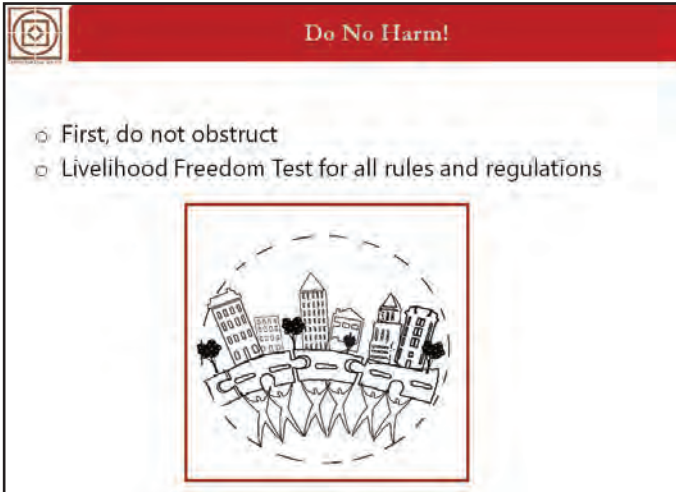 Do No Harm!
First, do not obstruct
Livelihood Freedom Test for all rules and regulations